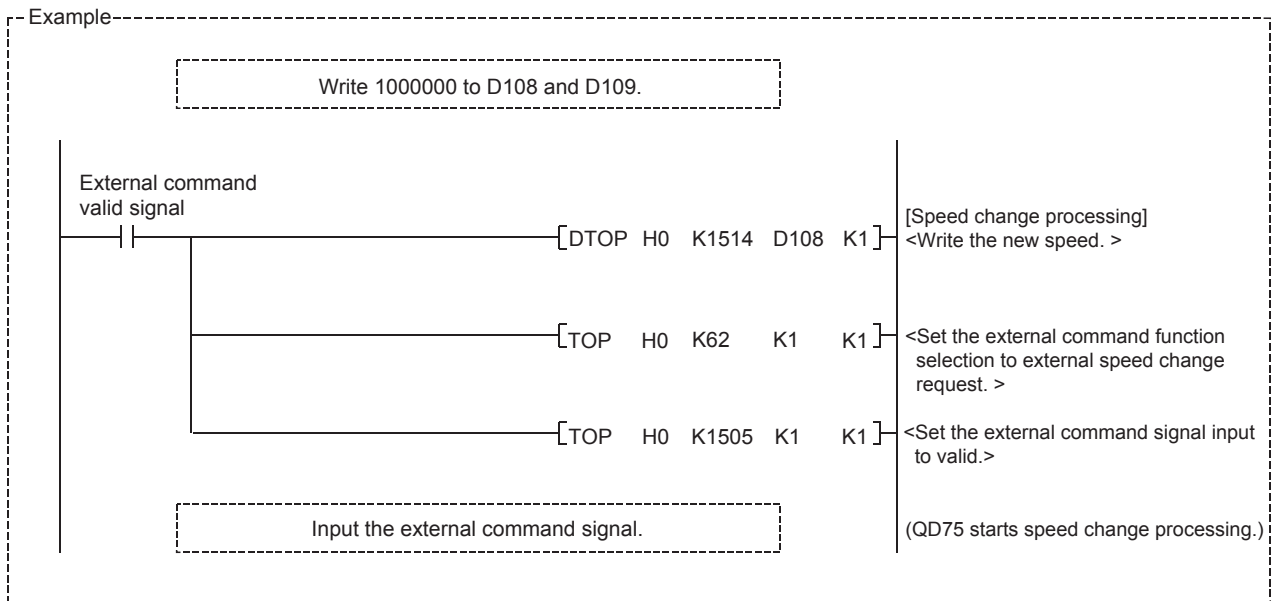 Example
Write 1000000 to D108 and D109.
External command
valid signal
DTOP H0 K1514 D108 K1
[Speed change processing]
<Write the new speed. >
TOP H0 K62 K1 K1
<Set the external command function
selection to external speed change
request. >
TOP H0 K1505 K1 K1
<Set the external command signal input
to valid.>
Input the external command signal.
(QD75 starts speed change processing.)